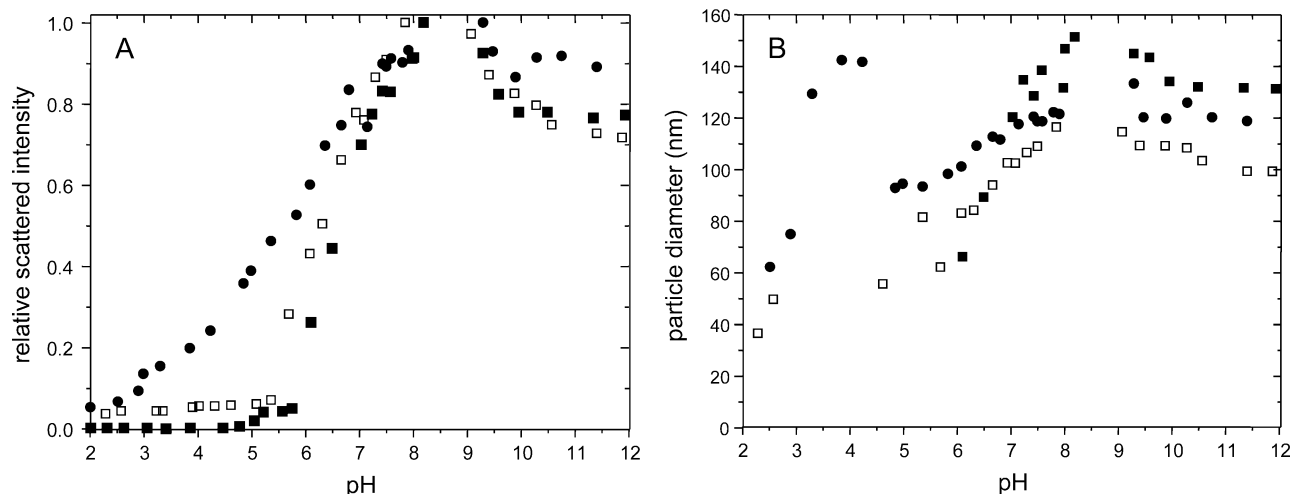 A
relative scattered intensity
1.0
0.8
0.6
0.4
0.2
0.0
2 3 4 5 6 7 8 9 10 11 12
pH
B
particle diameter (nm)
160
140
120
100
80
60
40
20
0
2 3 4 5 6 7 8 9 10 11 12
pH